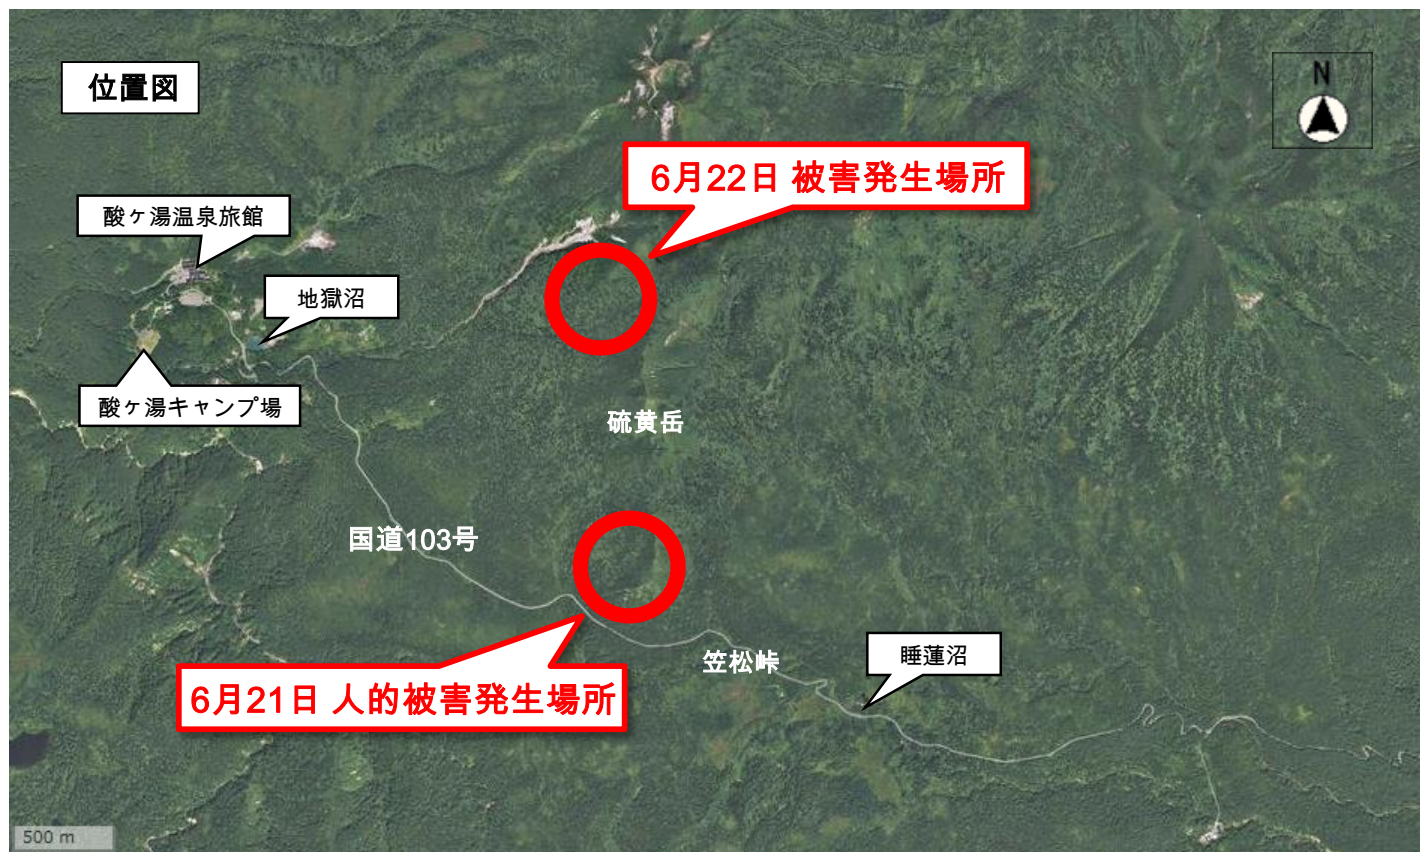 位置図
N
6月22日 被害発生場所
酸ヶ湯温泉旅館
地獄沼
酸ヶ湯キャンプ場
硫黄岳
国道103号
笠松峠
睡蓮沼
6月21日 人的被害発生場所
500 m